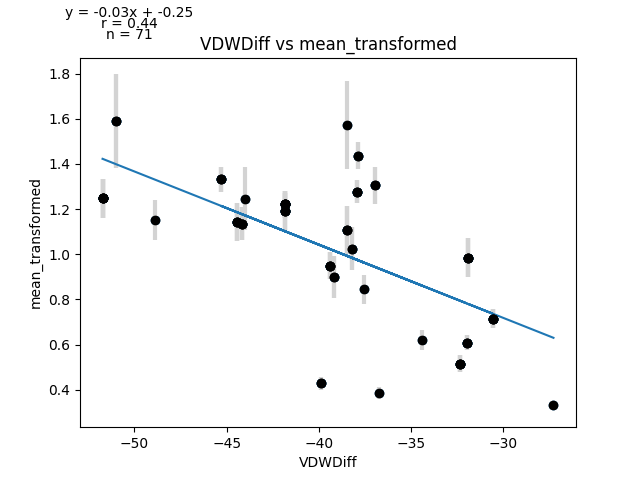 y = -0.03x + -0.25
r = 0.44
n = 71
VDWDiff vs mean_transformed
1.8
1.6
1.4
1.2
1.0
0.8
0.6
0.4
mean_transformed
−50
−45
−40
−35
−30
VDWDiff